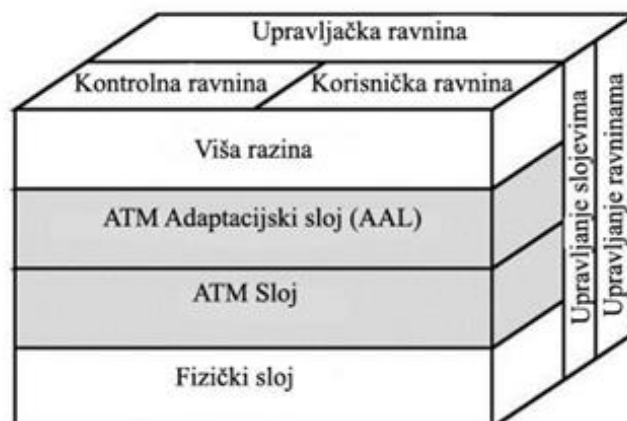 Upravljačka ravnina
Kontrolna ravnina
Korisnička ravnina
Viša razina
ATM Adaptacijski sloj (AAL)
ATM Sloj
Fizički sloj
Upravljanje slojevima
Upravljanje ravninama